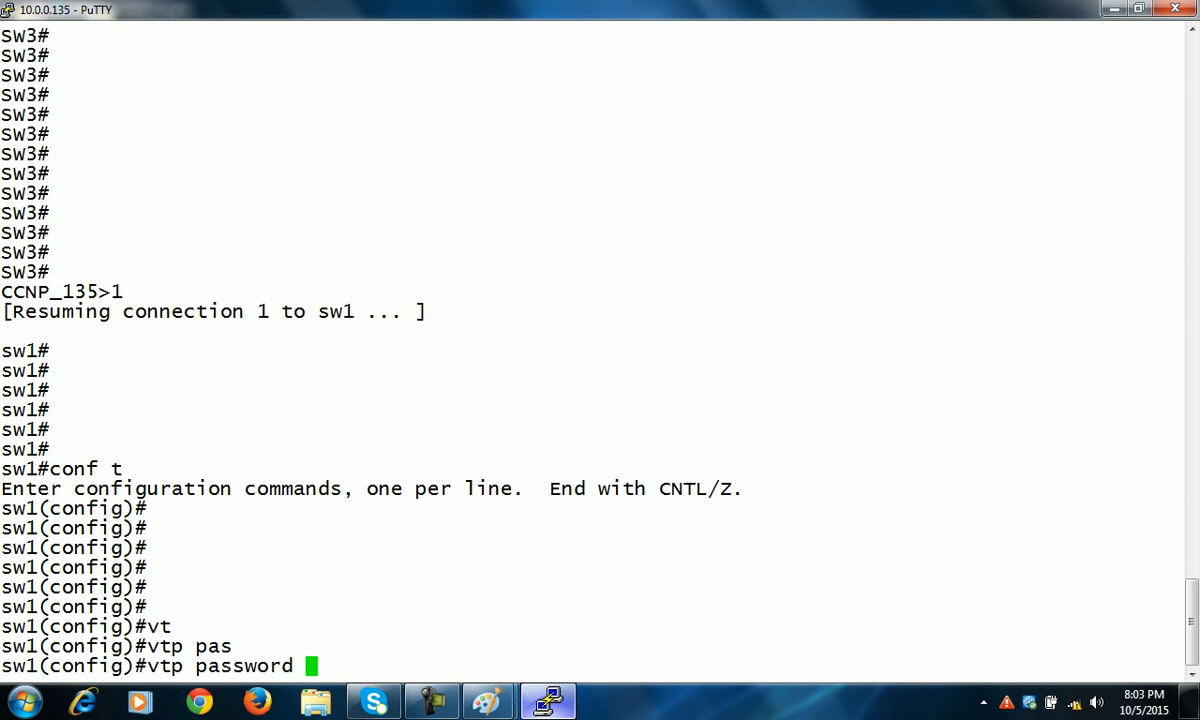 10.0.0.135 - PuTTY
sw3#
sw3#
sw3#
sw3#
sw3#
sw3#
sw3#
sw3#
sw3#
sw3#
sw3#
sw3#
sw3#
CCNP_135>1
[Resuming connection 1 to sw1 ... ]
sw1#
sw1#
sw1#
sw1#
sw1#
sw1#
sw1#conf t
Enter configuration commands, one per line.  End with CNTL/Z.
sw1(config)#
sw1(config)#
sw1(config)#
sw1(config)#
sw1(config)#
sw1(config)#
sw1(config)#vt
sw1(config)#vtp pas
sw1(config)#vtp password
8:03 PM
10/5/2015